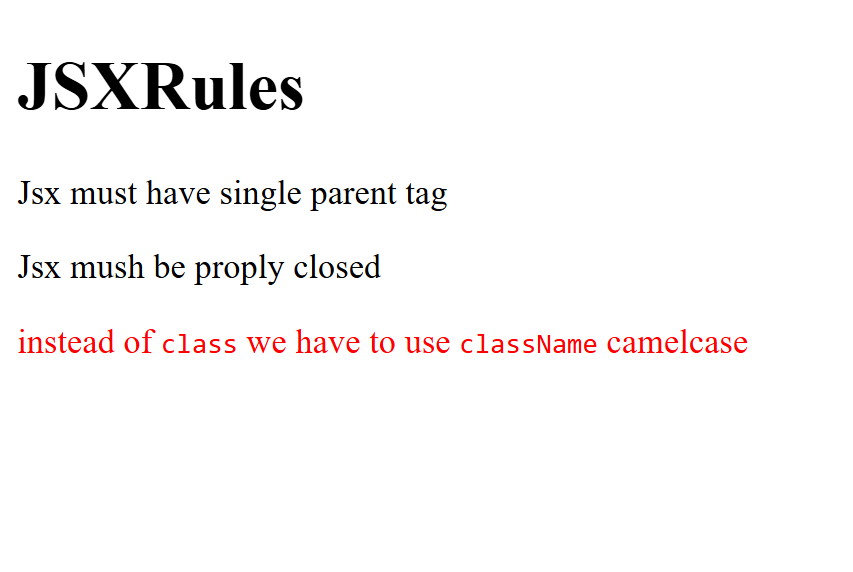 JSXRules
Jsx must have single parent tag
Jsx mush be proply closed
instead of class we have to use className camelcase